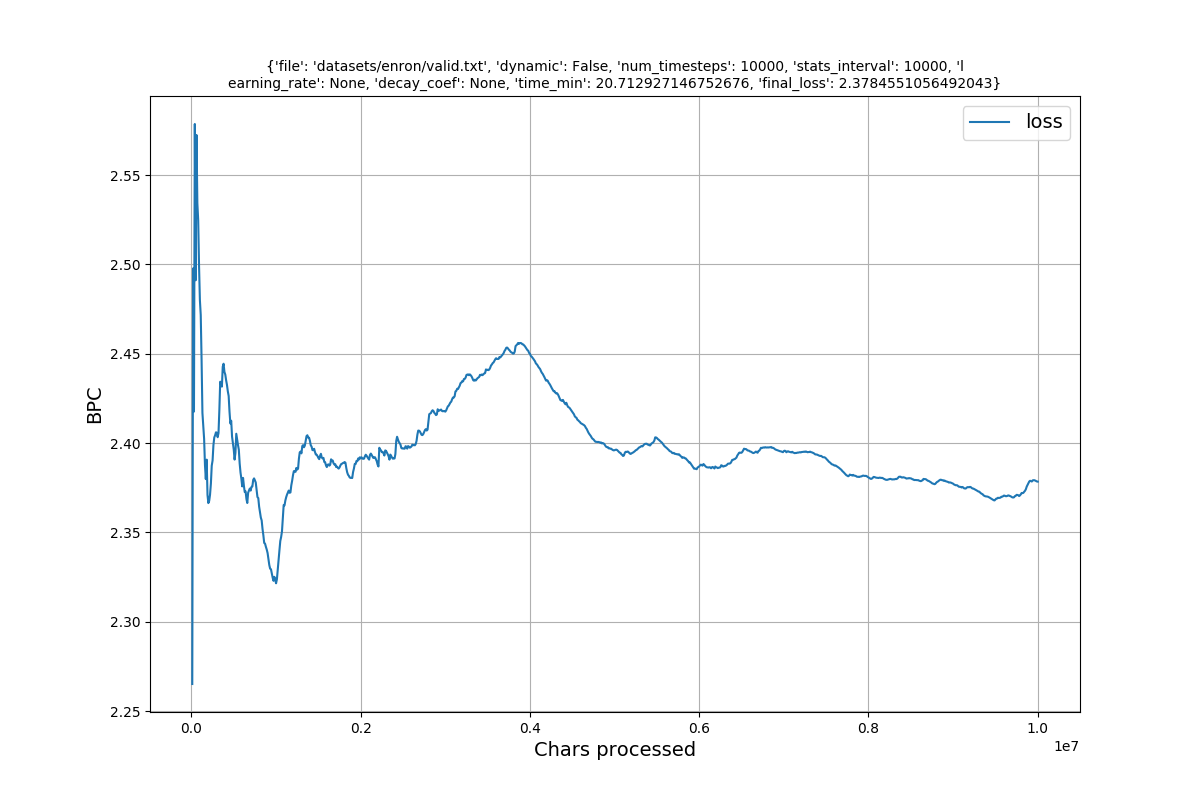 {'file': 'datasets/enron/valid.txt', 'dynamic': False, 'num_timesteps': 10000, 'stats_interval': 10000, 'l
earning_rate': None, 'decay_coef': None, 'time_min': 20.712927146752676, 'final_loss': 2.3784551056492043}
loss
2.55
2.50
2.45
2.40
2.35
2.30
2.25
BPC
0.0 0.2 0.4 0.6 0.8 1.0
Chars processed
1e7